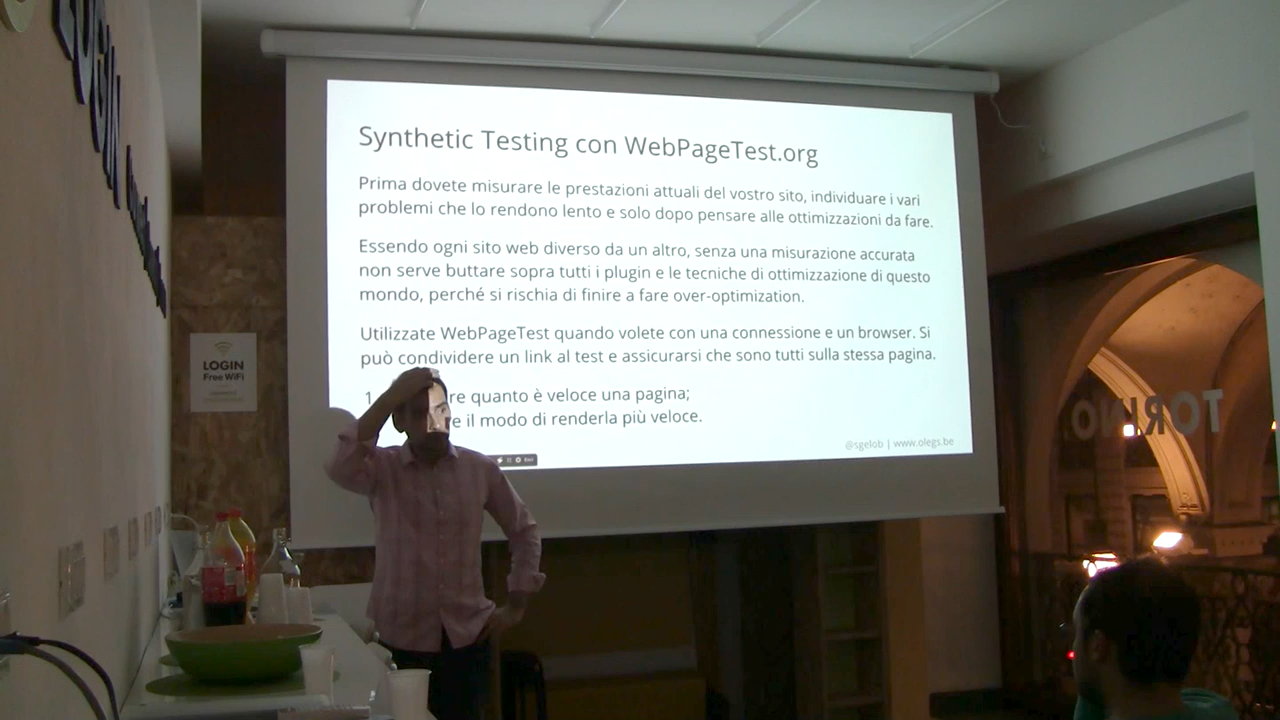 LOGIN
Synthetic Testing con WebPageTest.org
Prima dovete misurare le prestazioni attuali del vostro sito, individuare i vari
problemi che lo rendono lento e solo dopo pensare alle ottimizzazioni da fare.
Essendo ogni sito web diverso da un altro, senza una misurazione accurata
non serve buttare sopra tutti i plugin e le tecniche di ottimizzazione di questo
mondo, perché si rischia di finire a fare over-optimization.
Utilizzate WebPageTest quando volete con una connessione e un browser. Si
può condividere un link al test e assicurarsi che sono tutti sulla stessa pagina.
1 re quanto è veloce una pagina;
re il modo di renderla più veloce.
@sgelob | www.olegs.be
LOGIN
Free WiFi
TORINO